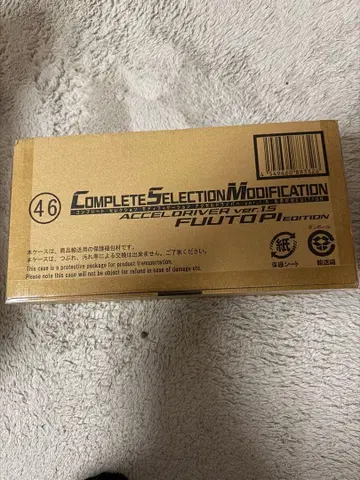 46
COMPLETE SELECTION MODIFICATION
ACCELDRIVER ver.1.5
FUUTO PI EDITION
本ケースは、商品輸送用の保護梱包材です。
本ケースは、つぶれ、汚れ等による交換は出来ません。ご了承ください。
This case is a protective package for product transportation.
Please note this case will not be object for refund in case of damage etc.
紙
保護シート
ダンボール
輸送箱